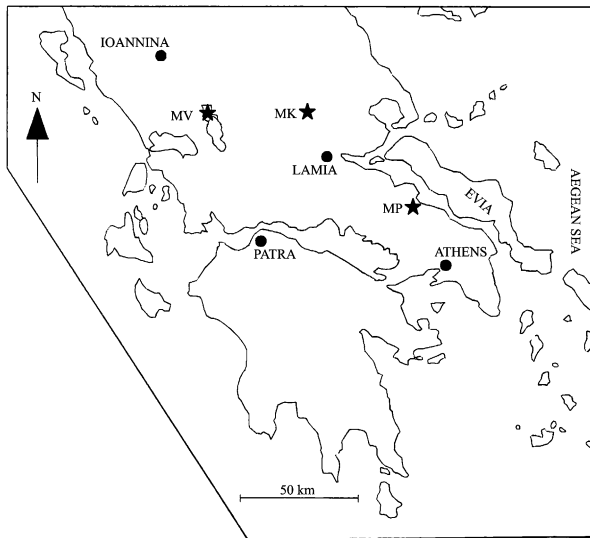 IOANNINA
N
MV
MK
LAMIA
AEGEAN SEA
EVIA
MP
PATRA
ATHENS
50 km